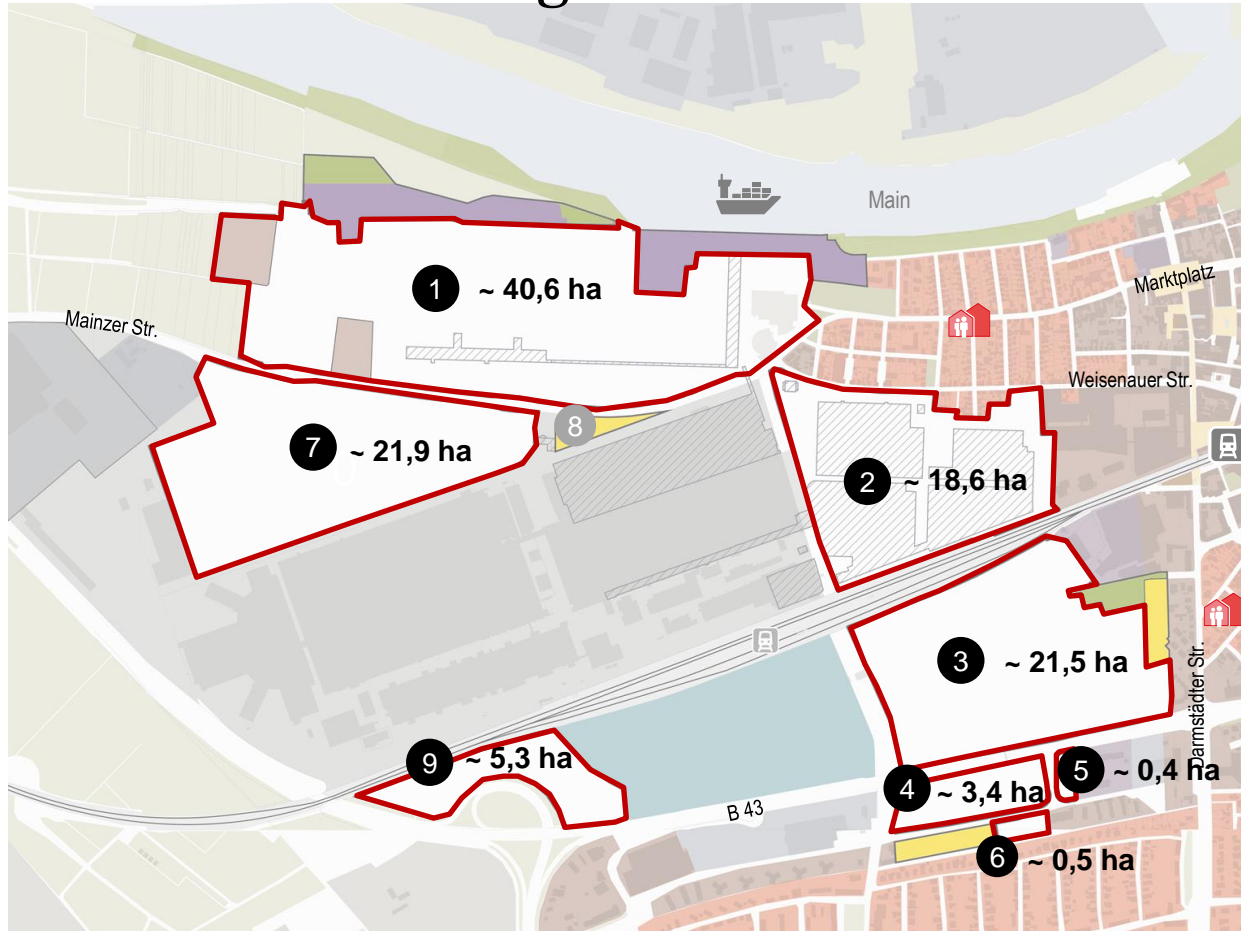 Main
Marktplatz
1 ~ 40,6 ha
Mainzer Str.
Weisenauer Str.
8
7 ~ 21,9 ha
2 ~ 18,6 ha
3 ~ 21,5 ha
Darmstädter Str.
9 ~ 5,3 ha
5 ~ 0,4 ha
4 ~ 3,4 ha
B 43
6 ~ 0,5 ha